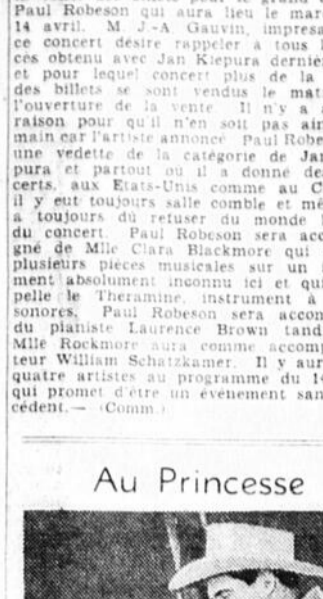 Paul Robeson qui aura lieu le mar
14 avril. M. J.-A Gauvin, impresa
ce concert désire rappeler à tous l
cès obtenu avec Jan Kiepura derniè
et pour lequel concert plus de la
des billets se sont vendus le mat
l'ouverture de la vente Il n'y a
raison pour qu'il n'en soit pas ain
main car l'artiste annoncé Paul Robe
une vedette de la catégorie de Jan
pura et partout où il a donné de
certs, aux Etats-Unis comme au C
il y eut toujours salle comble et mê
a toujours dû refuser du monde
du concert. Paul Robeson sera acc
gné de Mlle Clara Blackmore qui
plusieurs pièces musicales sur un
ment absolument inconnu ici et qui
pelle le Theramine, instrument à
sonores. Paul Robeson sera accon
du pianiste Laurence Brown tand
Mlle Rockmore aura comme accomp
teur William Schatzkamer. Il y aur
quatre artistes au programme du 1
qui promet d'être un événement san
cédent.— (Comm.)
Au Princesse